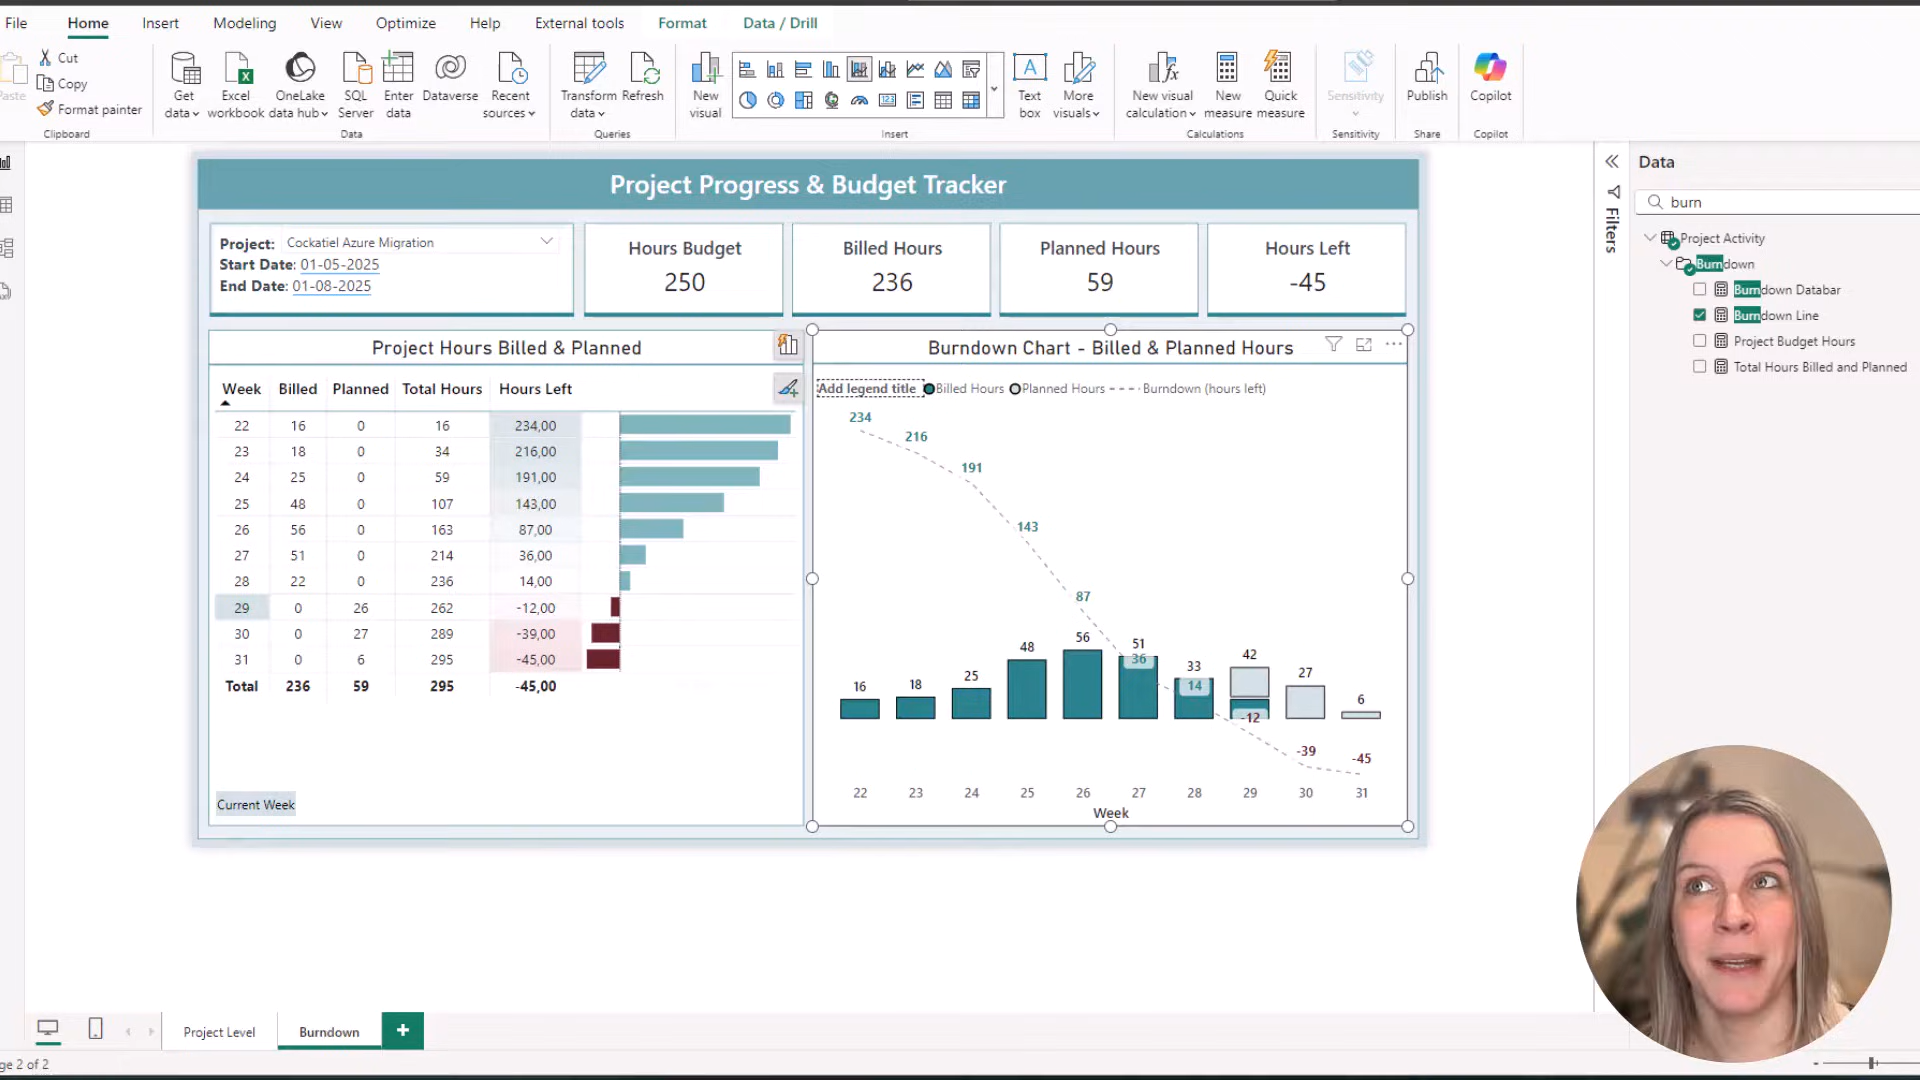 File Home Insert Modeling View Optimize Help External tools Format Data / Drill
Paste Cut
Copy
Format painter
Clipboard
Get data
Excel workbook
OneLake data hub
SQL Server
Enter data
Dataverse
Recent sources
Data
Transform data
Refresh
Queries
New visual
Text box
More visuals
Insert
New visual calculation
New measure
Quick measure
Calculations
Sensitivity
Sensitivity
Publish
Share
Copilot
Copilot
Project Progress & Budget Tracker
Project: Cockatiel Azure Migration
Start Date: 01-05-2025
End Date: 01-08-2025
Hours Budget
250
Billed Hours
236
Planned Hours
59
Hours Left
-45
Project Hours Billed & Planned
Week Billed Planned Total Hours Hours Left
22 16 0 16 234,00
23 18 0 34 216,00
24 25 0 59 191,00
25 48 0 107 143,00
26 56 0 163 87,00
27 51 0 214 36,00
28 22 0 236 14,00
29 0 26 262 -12,00
30 0 27 289 -39,00
31 0 6 295 -45,00
Total 236 59 295 -45,00
Current Week
Burndown Chart - Billed & Planned Hours
Add legend title Billed Hours Planned Hours Burndown (hours left)
234
216
191
143
87
16 18 25 48 56 51 33 42 27 6
36 14 -12 -39 -45
22 23 24 25 26 27 28 29 30 31
Week
Filters
Data
burn
Project Activity
Burndown
Burndown Databar
Burndown Line
Project Budget Hours
Total Hours Billed and Planned
Project Level Burndown
ge 2 of 2